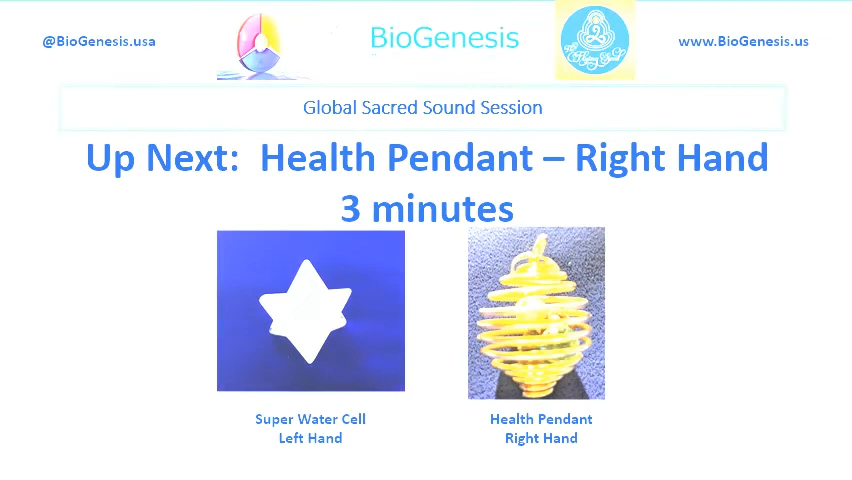 @BioGenesis.usa
BioGenesis
www.BioGenesis.us
Global Sacred Sound Session
Up Next:  Health Pendant – Right Hand
3 minutes
Super Water Cell
Left Hand
Health Pendant
Right Hand